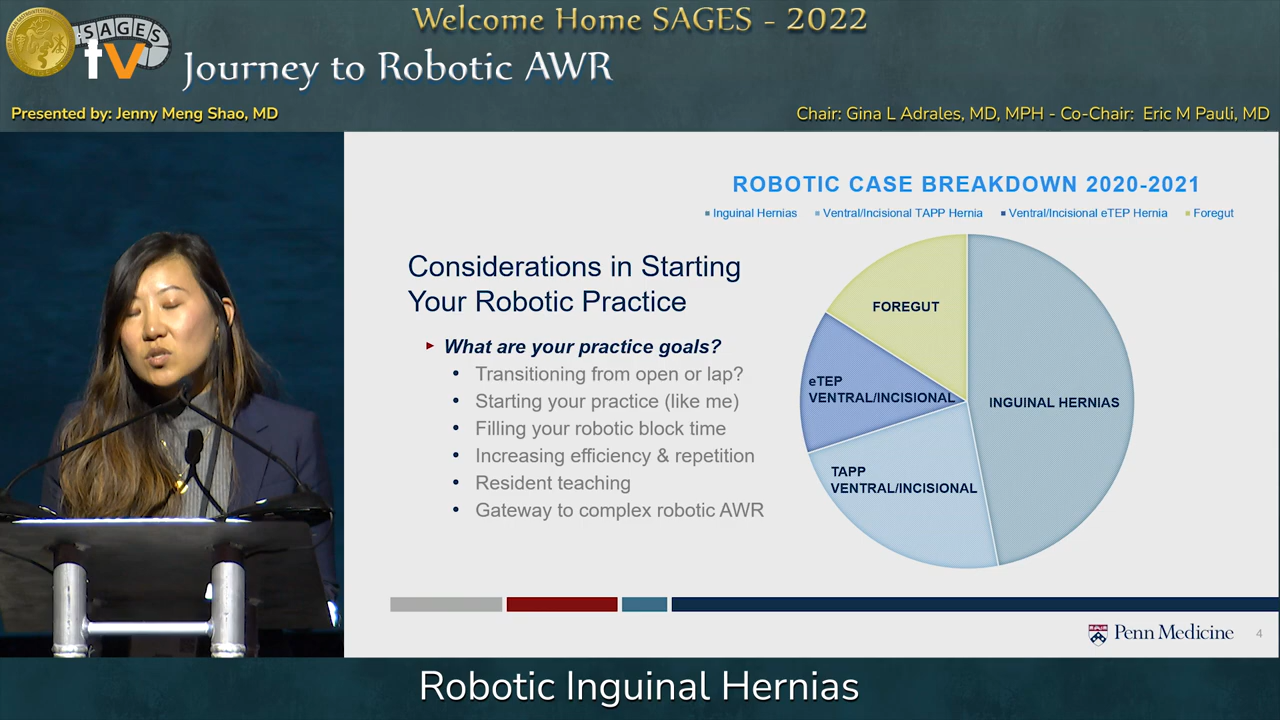 Welcome Home SAGES - 2022
SAGES
tv
Journey to Robotic AWR
Presented by: Jenny Meng Shao, MD
Chair: Gina L Adrales, MD, MPH - Co-Chair: Eric M Pauli, MD
ROBOTIC CASE BREAKDOWN 2020-2021
Inguinal Hernias
Ventral/Incisional TAPP Hernia
Ventral/Incisional eTEP Hernia
Foregut
Considerations in Starting
Your Robotic Practice
What are your practice goals?
• Transitioning from open or lap?
• Starting your practice (like me)
• Filling your robotic block time
• Increasing efficiency & repetition
• Resident teaching
• Gateway to complex robotic AWR
FOREGUT
eTEP
VENTRAL/INCISIONAL
INGUINAL HERNIAS
TAPP
VENTRAL/INCISIONAL
Penn Medicine
4
Robotic Inguinal Hernias